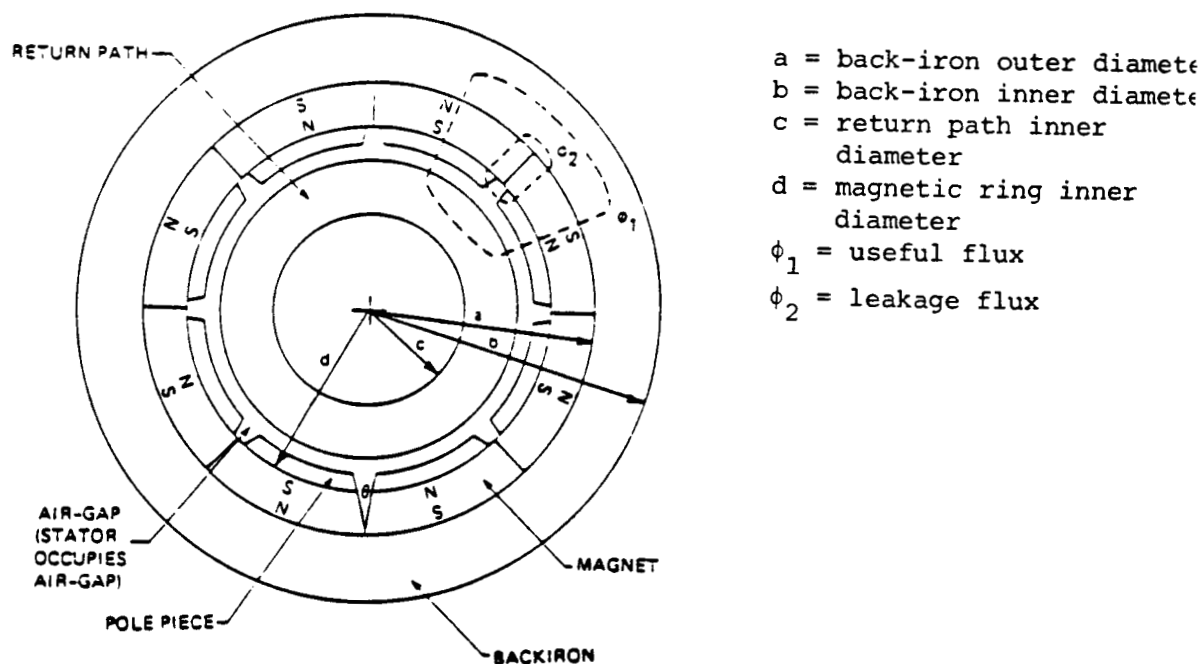 RETURN PATH
S
N
N
S
C2
ϕ1
N
S
S
N
a
b
c
d
S
N
N
S
θ
S
N
N
S
AIR-GAP
(STATOR
OCCUPIES
AIR-GAP)
POLE PIECE
MAGNET
BACKIRON
a = back-iron outer diamete
b = back-iron inner diamete
c = return path inner
diameter
d = magnetic ring inner
diameter
ϕ1 = useful flux
ϕ2 = leakage flux